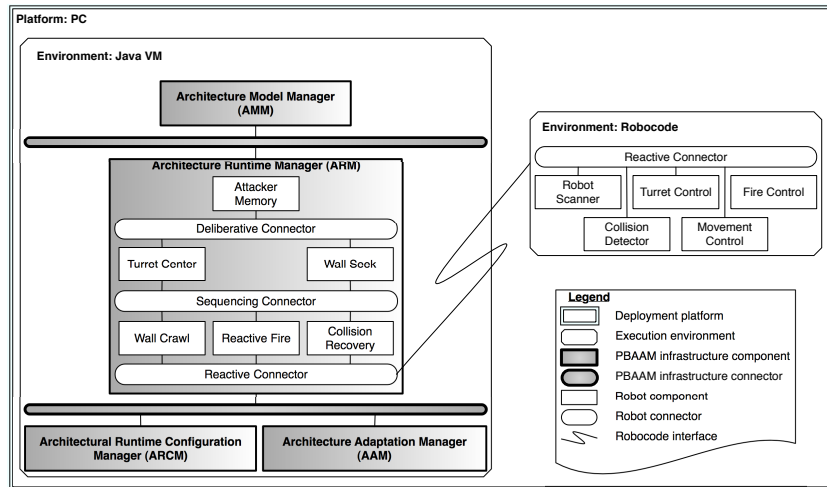 Platform: PC
Environment: Java VM
Architecture Model Manager
(AMM)
Architecture Runtime Manager (ARM)
Attacker
Memory
Deliberative Connector
Turret Center
Wall Seek
Sequencing Connector
Wall Crawl
Reactive Fire
Collision
Recovery
Reactive Connector
Architectural Runtime Configuration
Manager (ARCM)
Architecture Adaptation Manager
(AAM)
Environment: Robocode
Reactive Connector
Robot
Scanner
Turret Control
Fire Control
Collision
Detector
Movement
Control
Legend
Deployment platform
Execution environment
PBAAM infrastructure component
PBAAM infrastructure connector
Robot component
Robot connector
Robocode interface